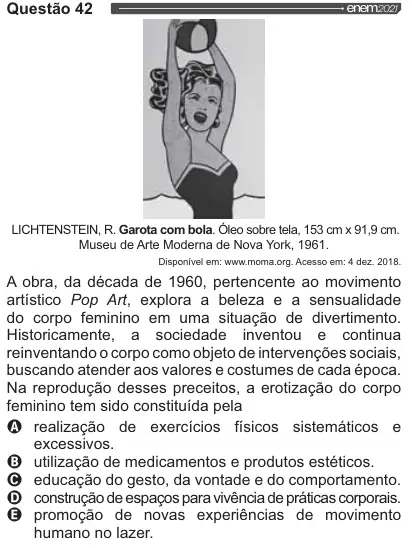 Questão 42
enem2021
LICHTENSTEIN, R. Garota com bola. Óleo sobre tela, 153 cm x 91,9 cm.
Museu de Arte Moderna de Nova York, 1961.
Disponível em: www.moma.org. Acesso em: 4 dez. 2018.
A obra, da década de 1960, pertencente ao movimento
artístico Pop Art, explora a beleza e a sensualidade
do corpo feminino em uma situação de divertimento.
Historicamente, a sociedade inventou e continua
reinventando o corpo como objeto de intervenções sociais,
buscando atender aos valores e costumes de cada época.
Na reprodução desses preceitos, a erotização do corpo
feminino tem sido constituída pela
A realização de exercícios físicos sistemáticos e
excessivos.
B utilização de medicamentos e produtos estéticos.
C educação do gesto, da vontade e do comportamento.
D construção de espaços para vivência de práticas corporais.
E promoção de novas experiências de movimento
humano no lazer.